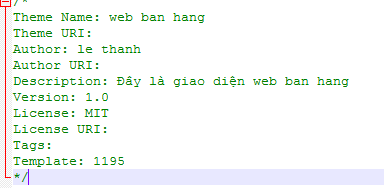 /*
Theme Name: web ban hang
Theme URI:
Author: le thanh
Author URI:
Description: Đây là giao diện web ban hang
Version: 1.0
License: MIT
License URI:
Tags:
Template: 1195
*/